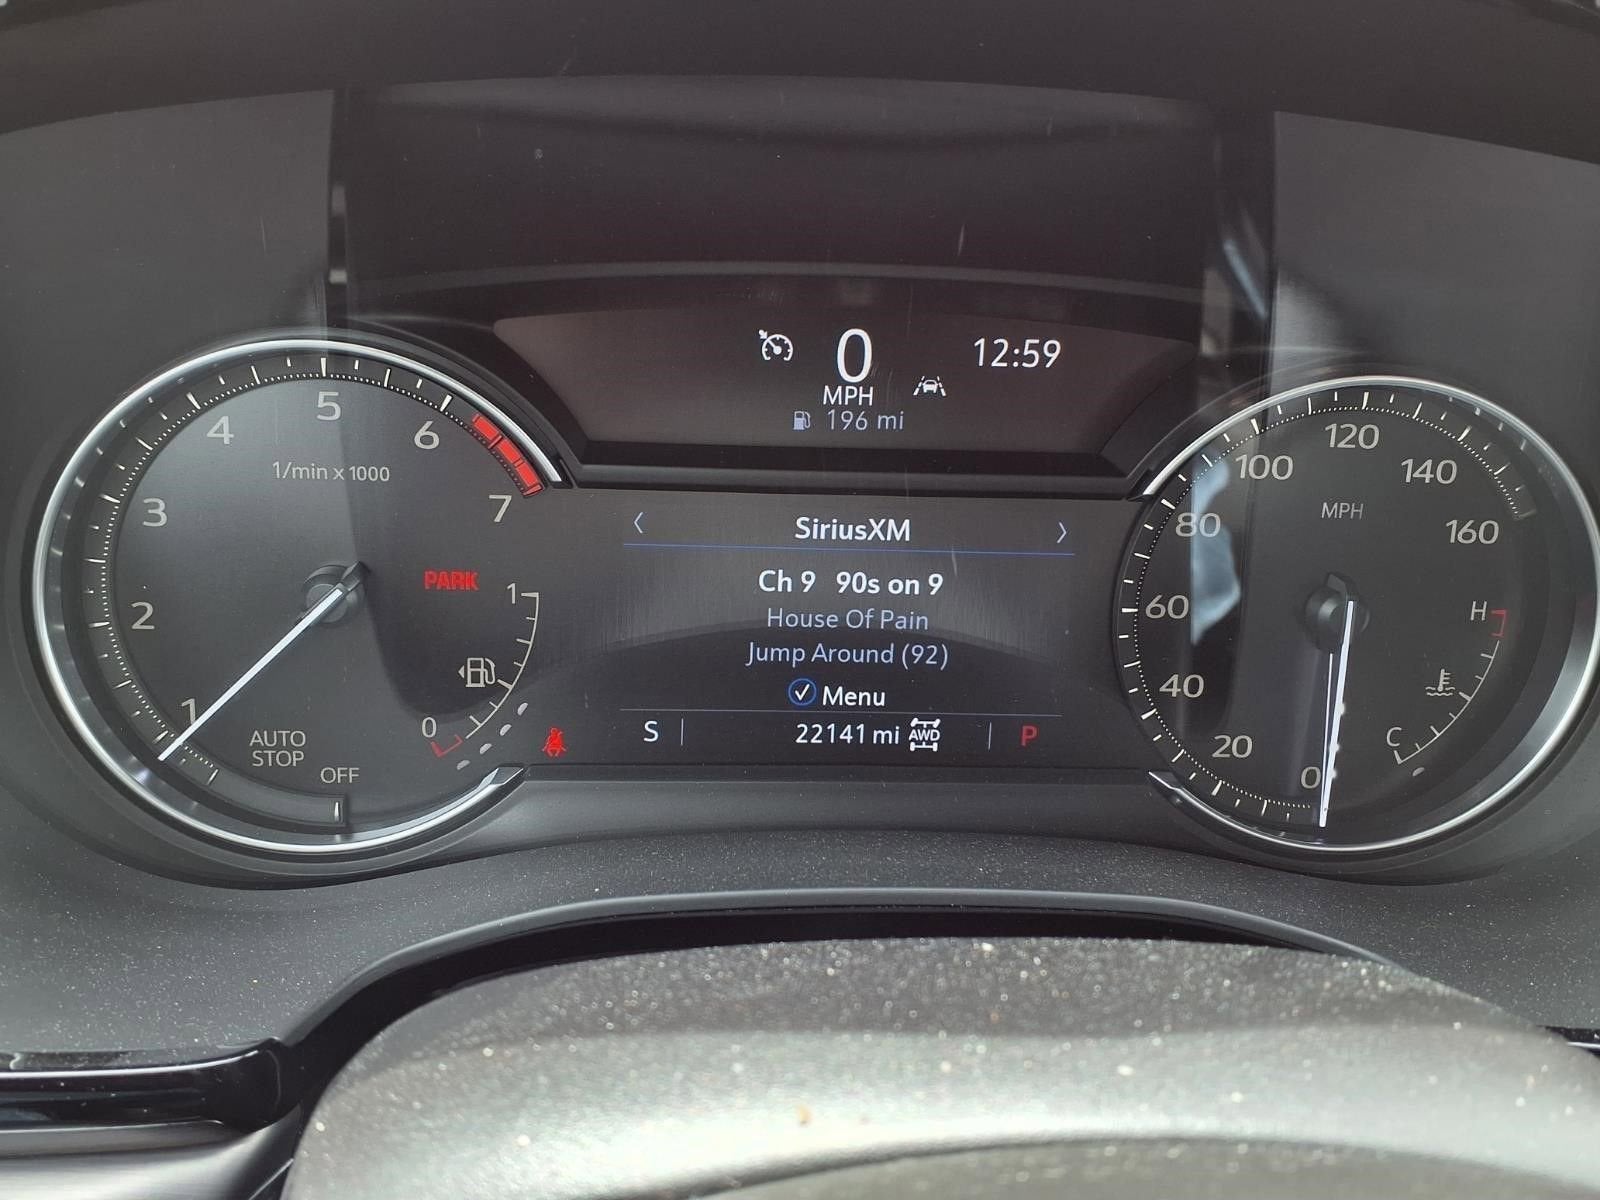 0
MPH
12:59
196 mi
1
2
3
4
5
6
7
1/min x 1000
PARK
AUTO
STOP
OFF
1
0
< SiriusXM >
Ch 9 90s on 9
House Of Pain
Jump Around (92)
✓ Menu
S 22141 mi AWD P
0
20
40
60
80
100
120
140
160
MPH
H
C